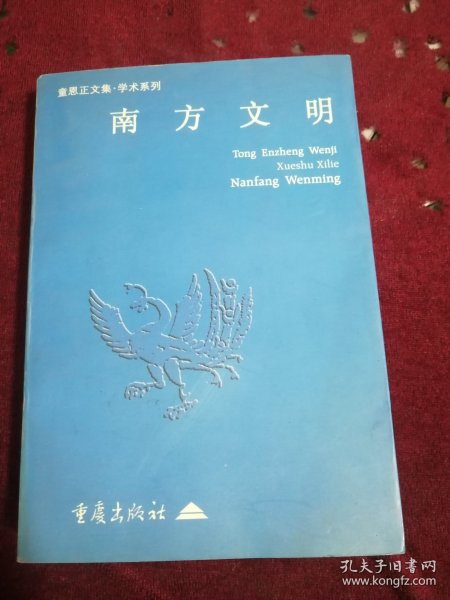 童恩正文集·学术系列
南方文明
Tong Enzheng Wenji
Xueshu Xilie
Nanfang Wenming
重庆出版社
孔夫子旧书网
www.kongfz.com